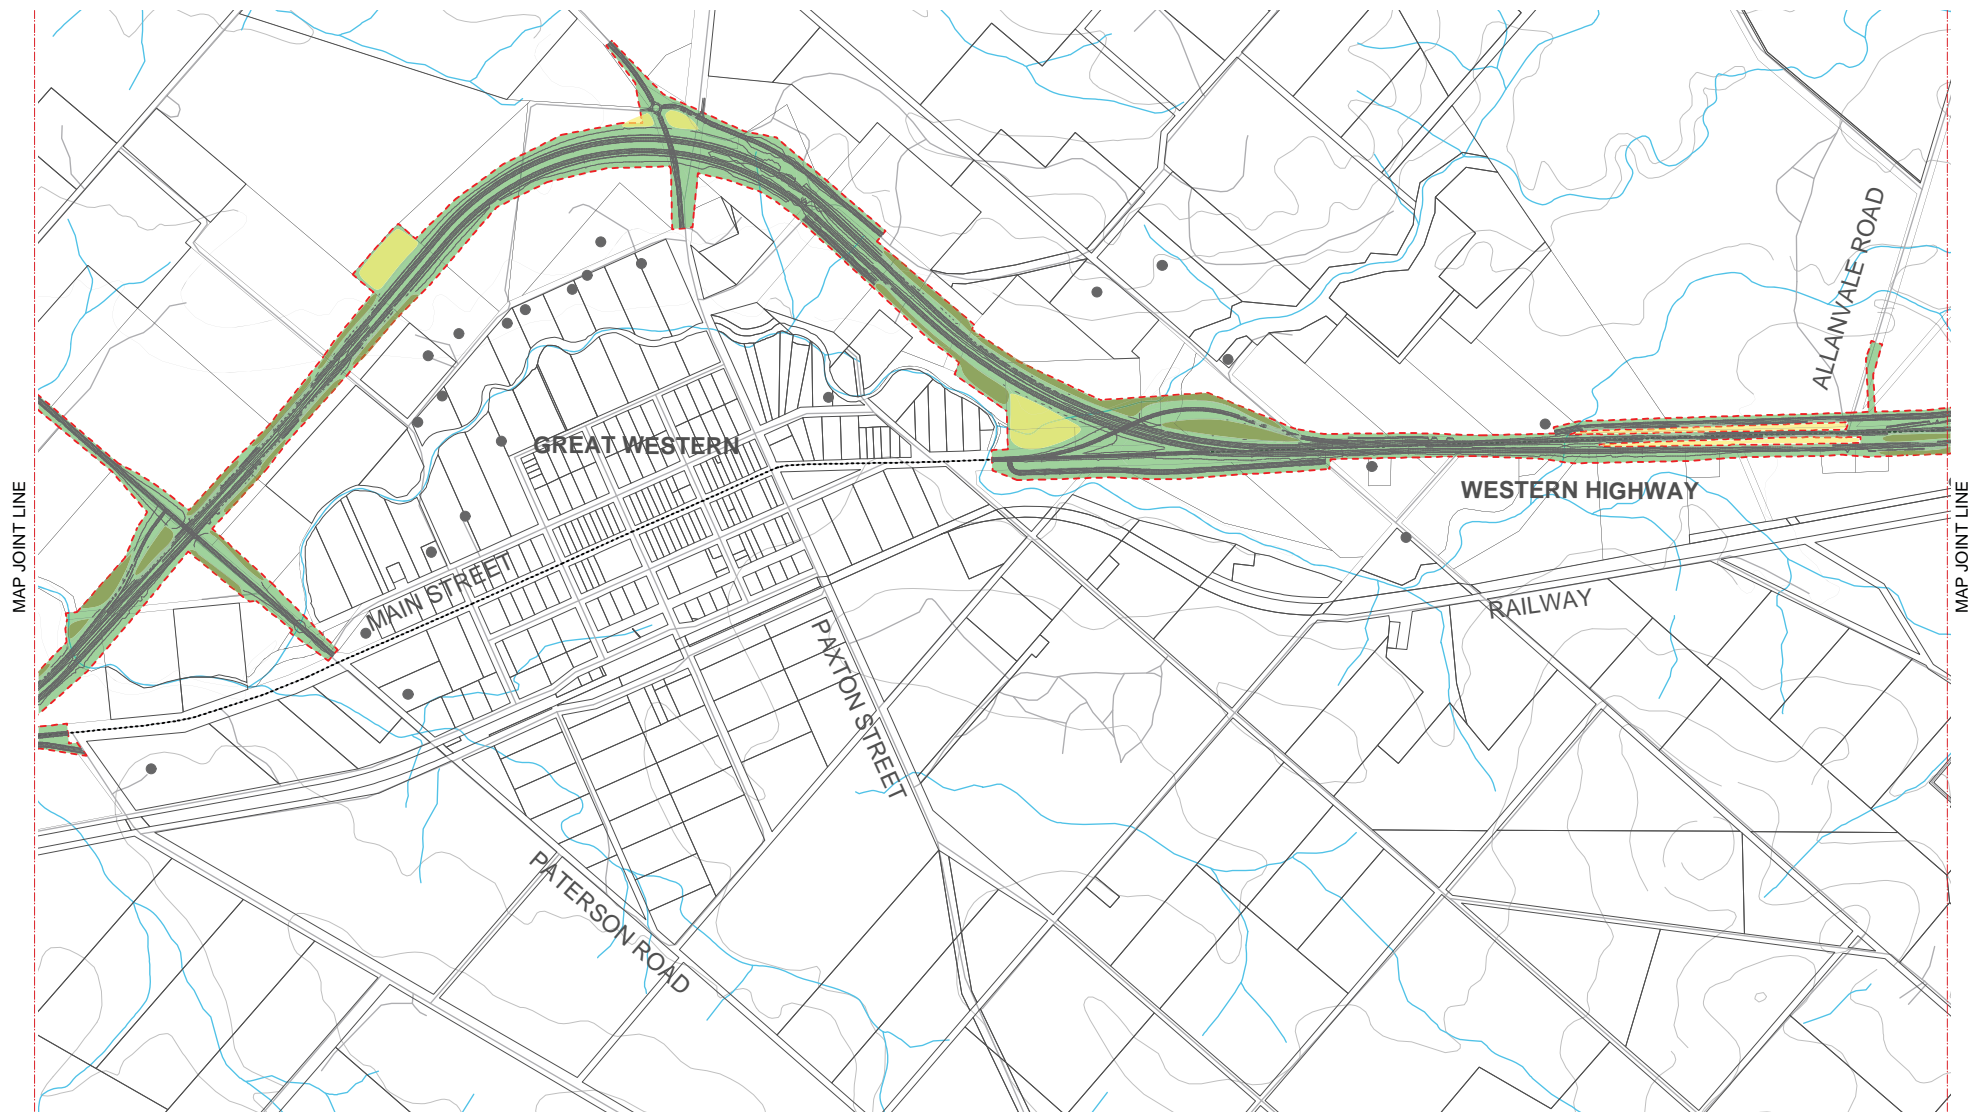 ALLANVALE ROAD
GREAT WESTERN
WESTERN HIGHWAY
MAP JOINT LINE
MAP JOINT LINE
MAIN STREET
RAILWAY
PAXTON STREET
PATERSON ROAD